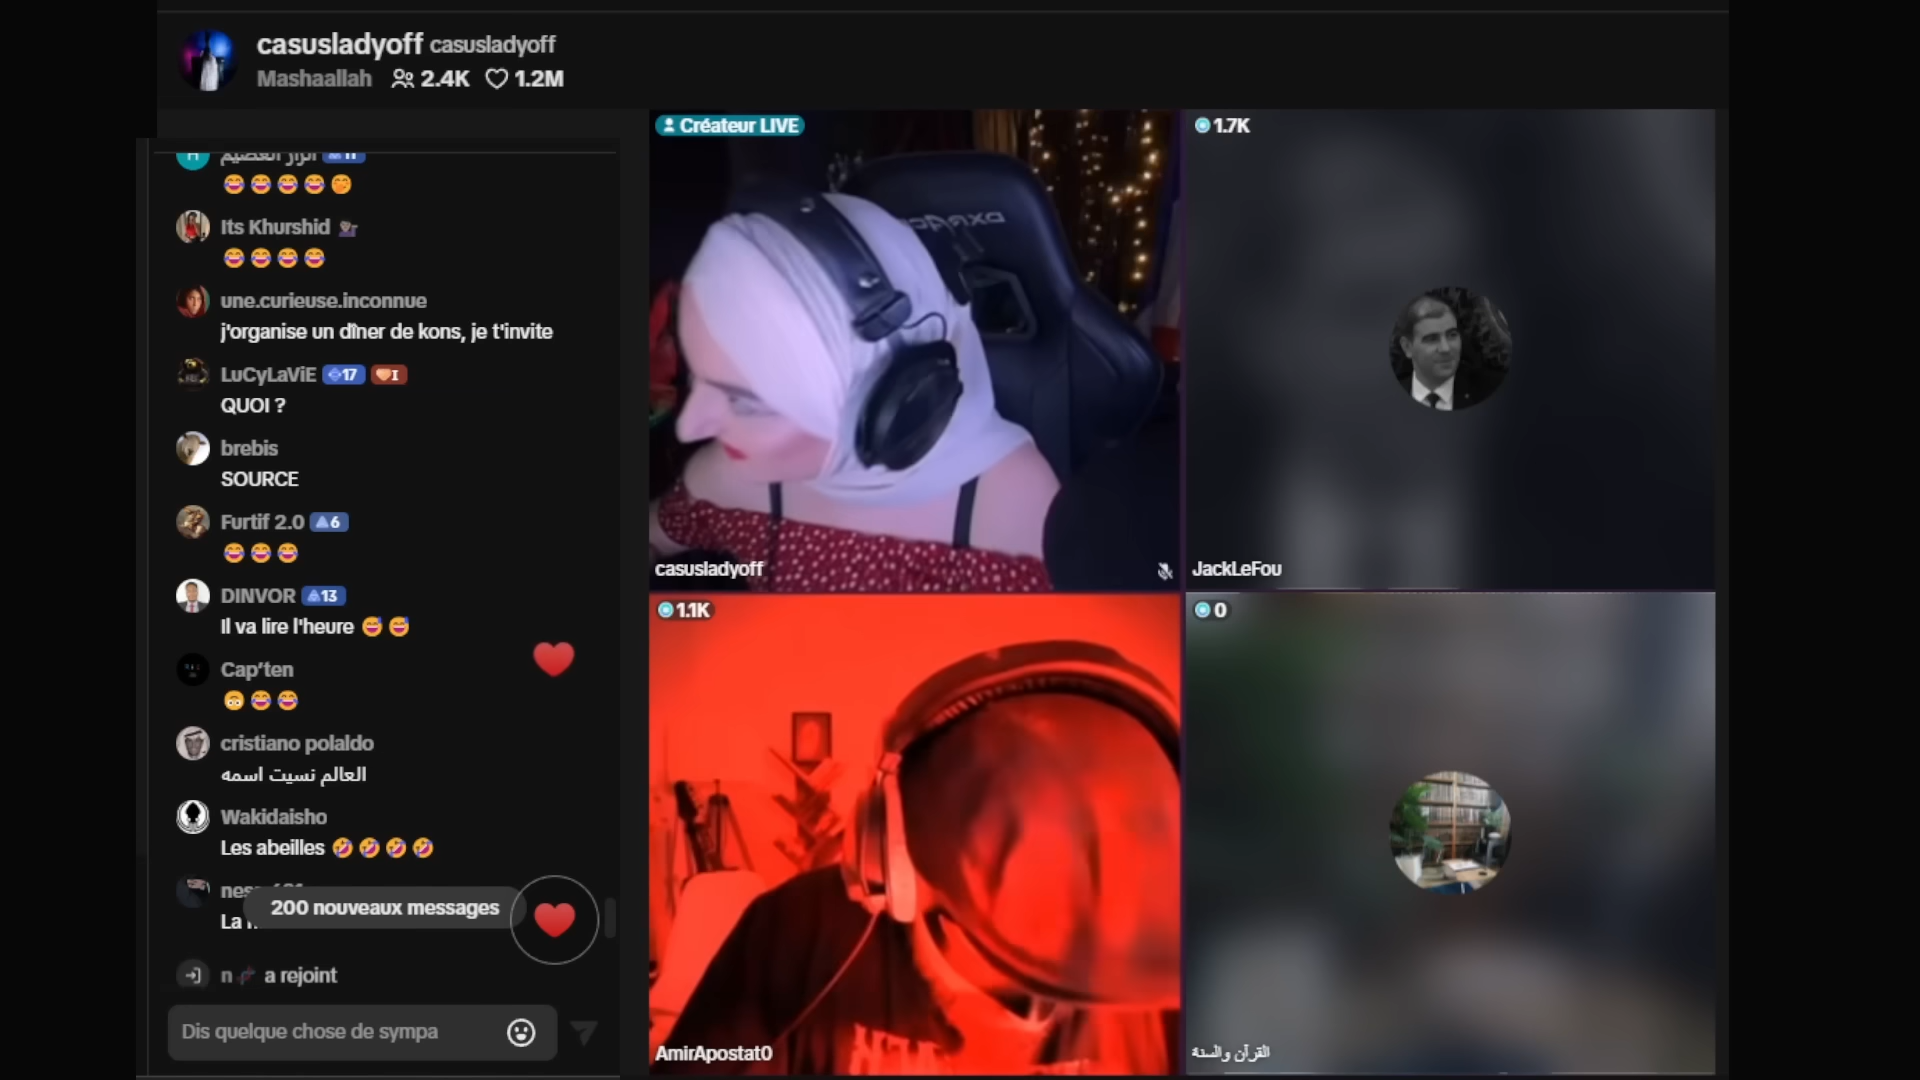 casusladyoff casusladyoff
Mashaallah 2.4K 1.2M
11
Its Khurshid
une.curieuse.inconnue
j'organise un dîner de kons, je t'invite
LuCyLaViE 17 I
QUOI ?
brebis
SOURCE
Furtif 2.0 6
DINVOR 13
Il va lire l'heure
Cap'ten
cristiano polaldo
العالم نسيت اسمه
Wakidaisho
Les abeilles
La
200 nouveaux messages
n a rejoint
Dis quelque chose de sympa
Créateur LIVE
DXRACER
casusladyoff
1.7K
JackLeFou
1.1K
AmirApostat0
0
القرآن والسنة